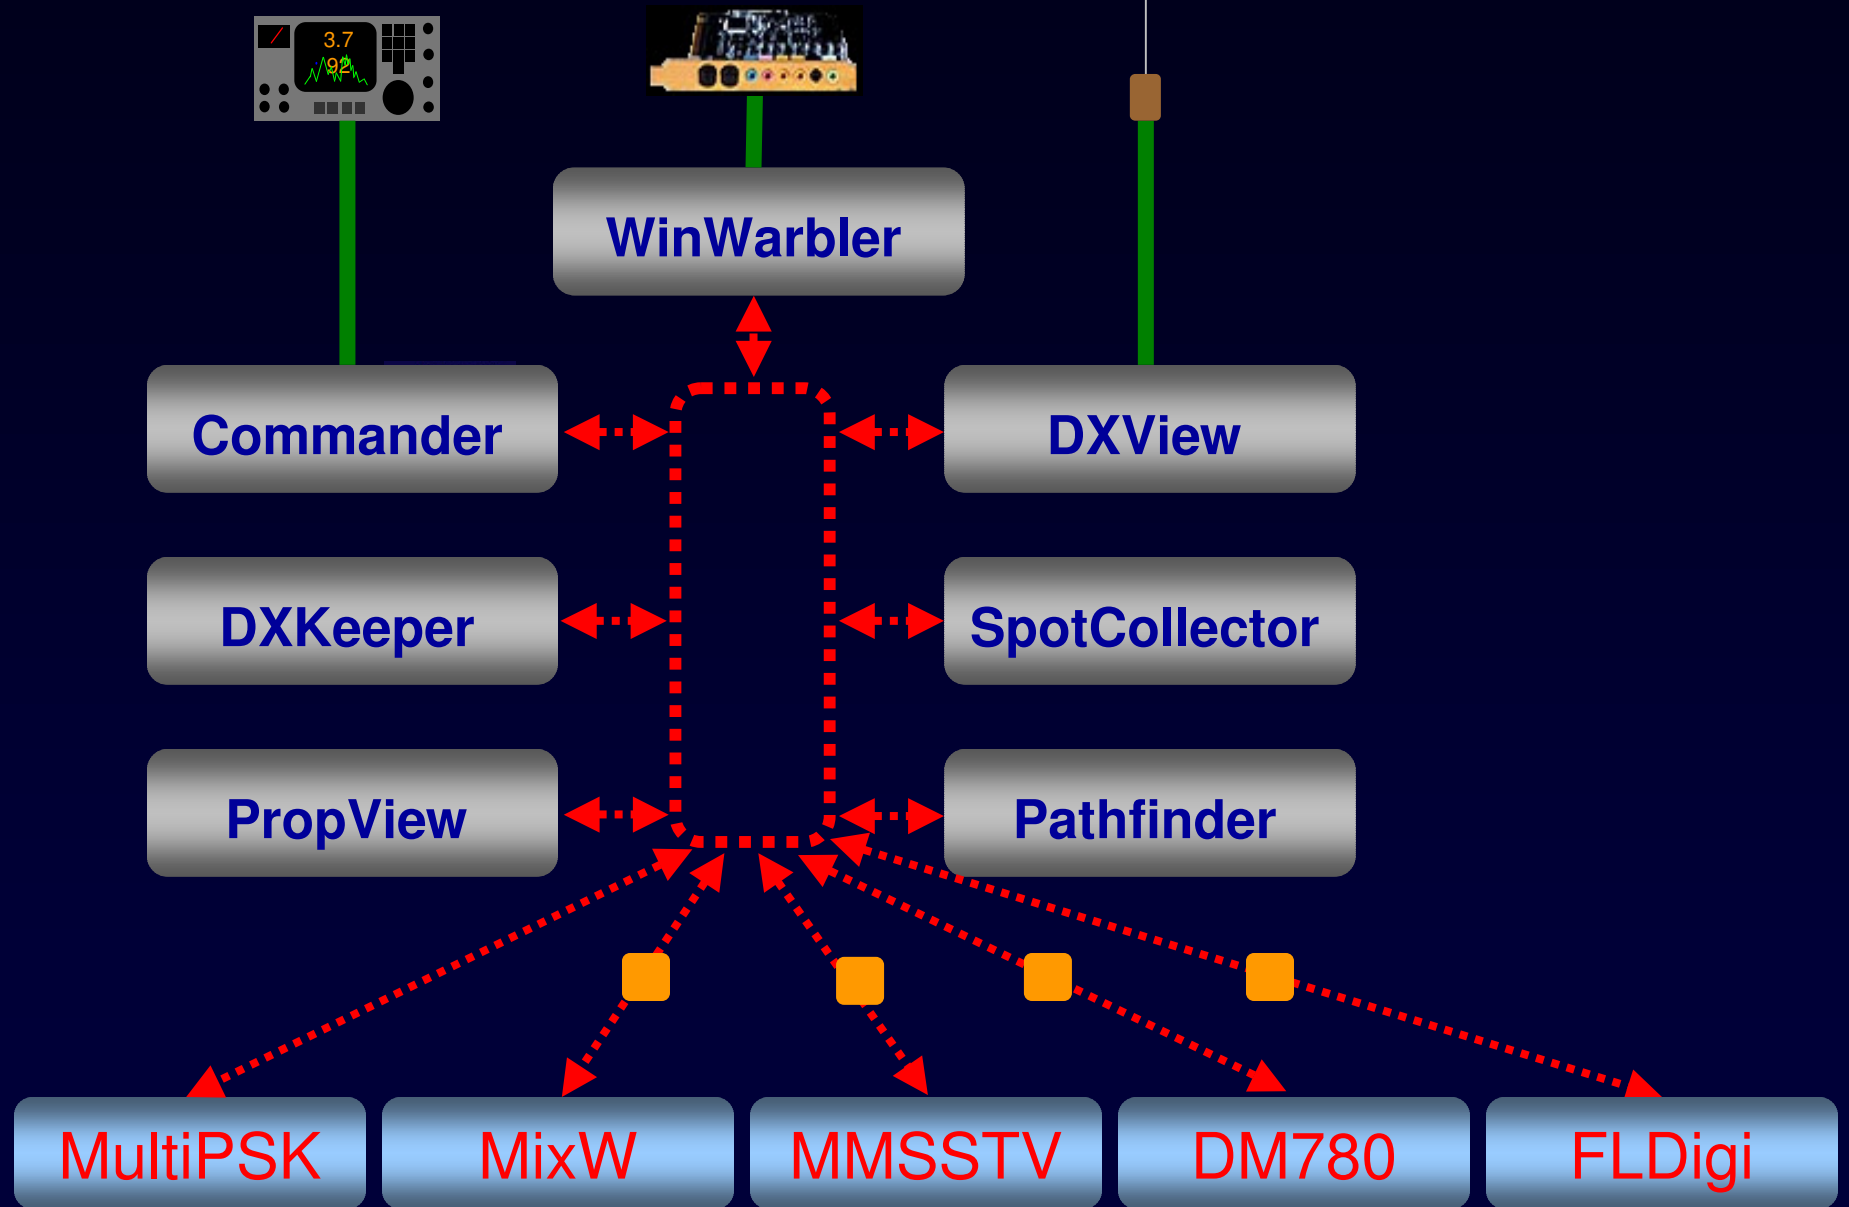 3.7
92
WinWarbler
Commander
DXView
DXKeeper
SpotCollector
PropView
Pathfinder
MultiPSK
MixW
MMSSTV
DM780
FLDigi